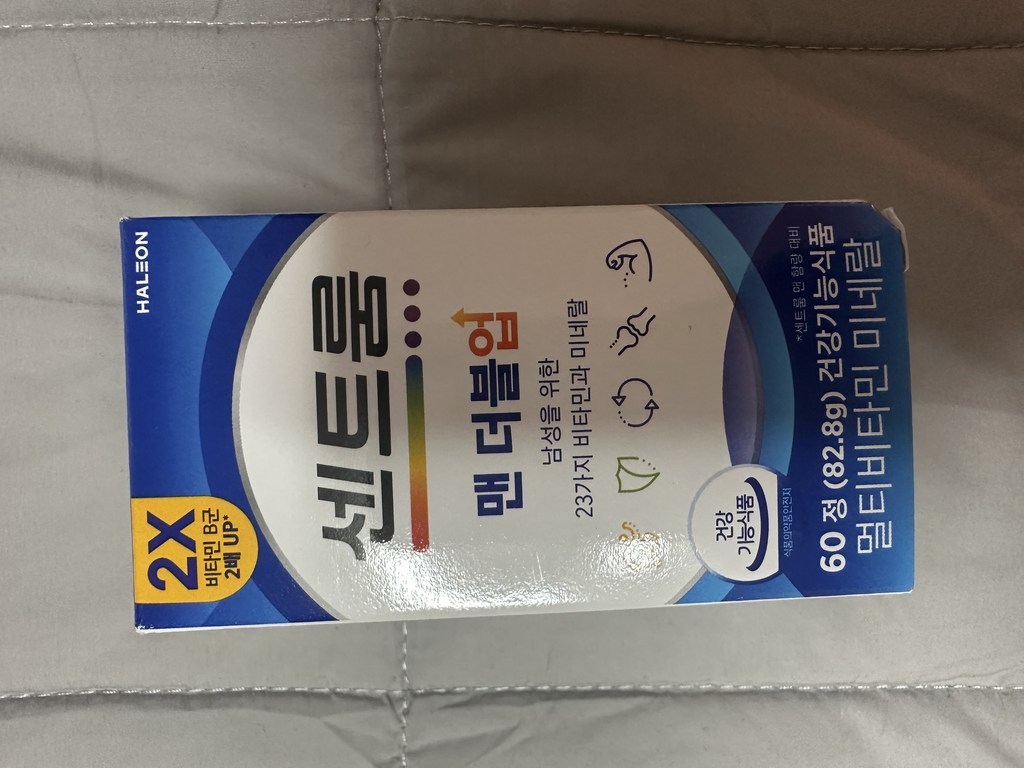 HALEON
2X
비타민 B군
2배 UP*
센트룸
맨 더블업
남성을 위한
23가지 비타민과 미네랄
건강
기능식품
식품의약품안전처
*센트룸 맨 함량 대비
60 정 (82.8g) 건강기능식품
멀티비타민 미네랄